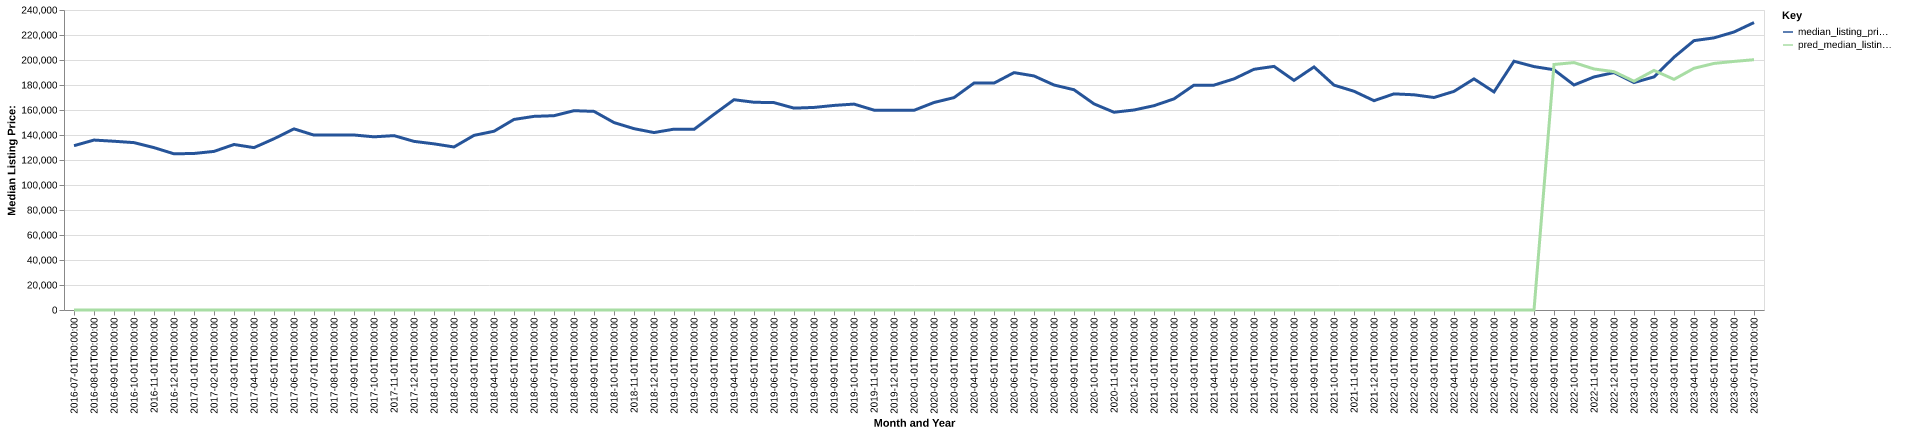 Median Listing Price:
240,000
220,000
200,000
180,000
160,000
140,000
120,000
100,000
80,000
60,000
40,000
20,000
0
2016-07-01T00:00:00
2016-08-01T00:00:00
2016-09-01T00:00:00
2016-10-01T00:00:00
2016-11-01T00:00:00
2016-12-01T00:00:00
2017-01-01T00:00:00
2017-02-01T00:00:00
2017-03-01T00:00:00
2017-04-01T00:00:00
2017-05-01T00:00:00
2017-06-01T00:00:00
2017-07-01T00:00:00
2017-08-01T00:00:00
2017-09-01T00:00:00
2017-10-01T00:00:00
2017-11-01T00:00:00
2017-12-01T00:00:00
2018-01-01T00:00:00
2018-02-01T00:00:00
2018-03-01T00:00:00
2018-04-01T00:00:00
2018-05-01T00:00:00
2018-06-01T00:00:00
2018-07-01T00:00:00
2018-08-01T00:00:00
2018-09-01T00:00:00
2018-10-01T00:00:00
2018-11-01T00:00:00
2018-12-01T00:00:00
2019-01-01T00:00:00
2019-02-01T00:00:00
2019-03-01T00:00:00
2019-04-01T00:00:00
2019-05-01T00:00:00
2019-06-01T00:00:00
2019-07-01T00:00:00
2019-08-01T00:00:00
2019-09-01T00:00:00
2019-10-01T00:00:00
2019-11-01T00:00:00
2019-12-01T00:00:00
2020-01-01T00:00:00
2020-02-01T00:00:00
2020-03-01T00:00:00
2020-04-01T00:00:00
2020-05-01T00:00:00
2020-06-01T00:00:00
2020-07-01T00:00:00
2020-08-01T00:00:00
2020-09-01T00:00:00
2020-10-01T00:00:00
2020-11-01T00:00:00
2020-12-01T00:00:00
2021-01-01T00:00:00
2021-02-01T00:00:00
2021-03-01T00:00:00
2021-04-01T00:00:00
2021-05-01T00:00:00
2021-06-01T00:00:00
2021-07-01T00:00:00
2021-08-01T00:00:00
2021-09-01T00:00:00
2021-10-01T00:00:00
2021-11-01T00:00:00
2021-12-01T00:00:00
2022-01-01T00:00:00
2022-02-01T00:00:00
2022-03-01T00:00:00
2022-04-01T00:00:00
2022-05-01T00:00:00
2022-06-01T00:00:00
2022-07-01T00:00:00
2022-08-01T00:00:00
2022-09-01T00:00:00
2022-10-01T00:00:00
2022-11-01T00:00:00
2022-12-01T00:00:00
2023-01-01T00:00:00
2023-02-01T00:00:00
2023-03-01T00:00:00
2023-04-01T00:00:00
2023-05-01T00:00:00
2023-06-01T00:00:00
2023-07-01T00:00:00
Month and Year
Key
median_listing_pri…
pred_median_listin…